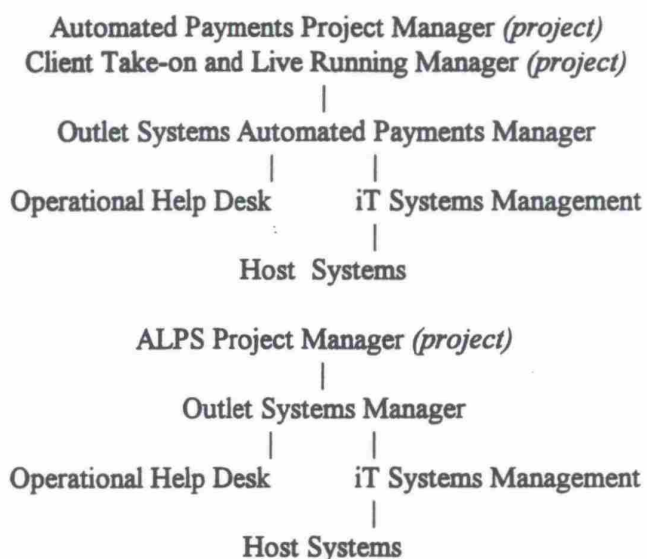 Automated Payments Project Manager (project)
Client Take-on and Live Running Manager (project)
Outlet Systems Automated Payments Manager
Operational Help Desk iT Systems Management
Host Systems
ALPS Project Manager (project)
Outlet Systems Manager
Operational Help Desk iT Systems Management
Host Systems